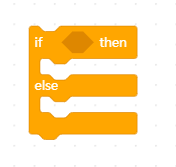 if then
else